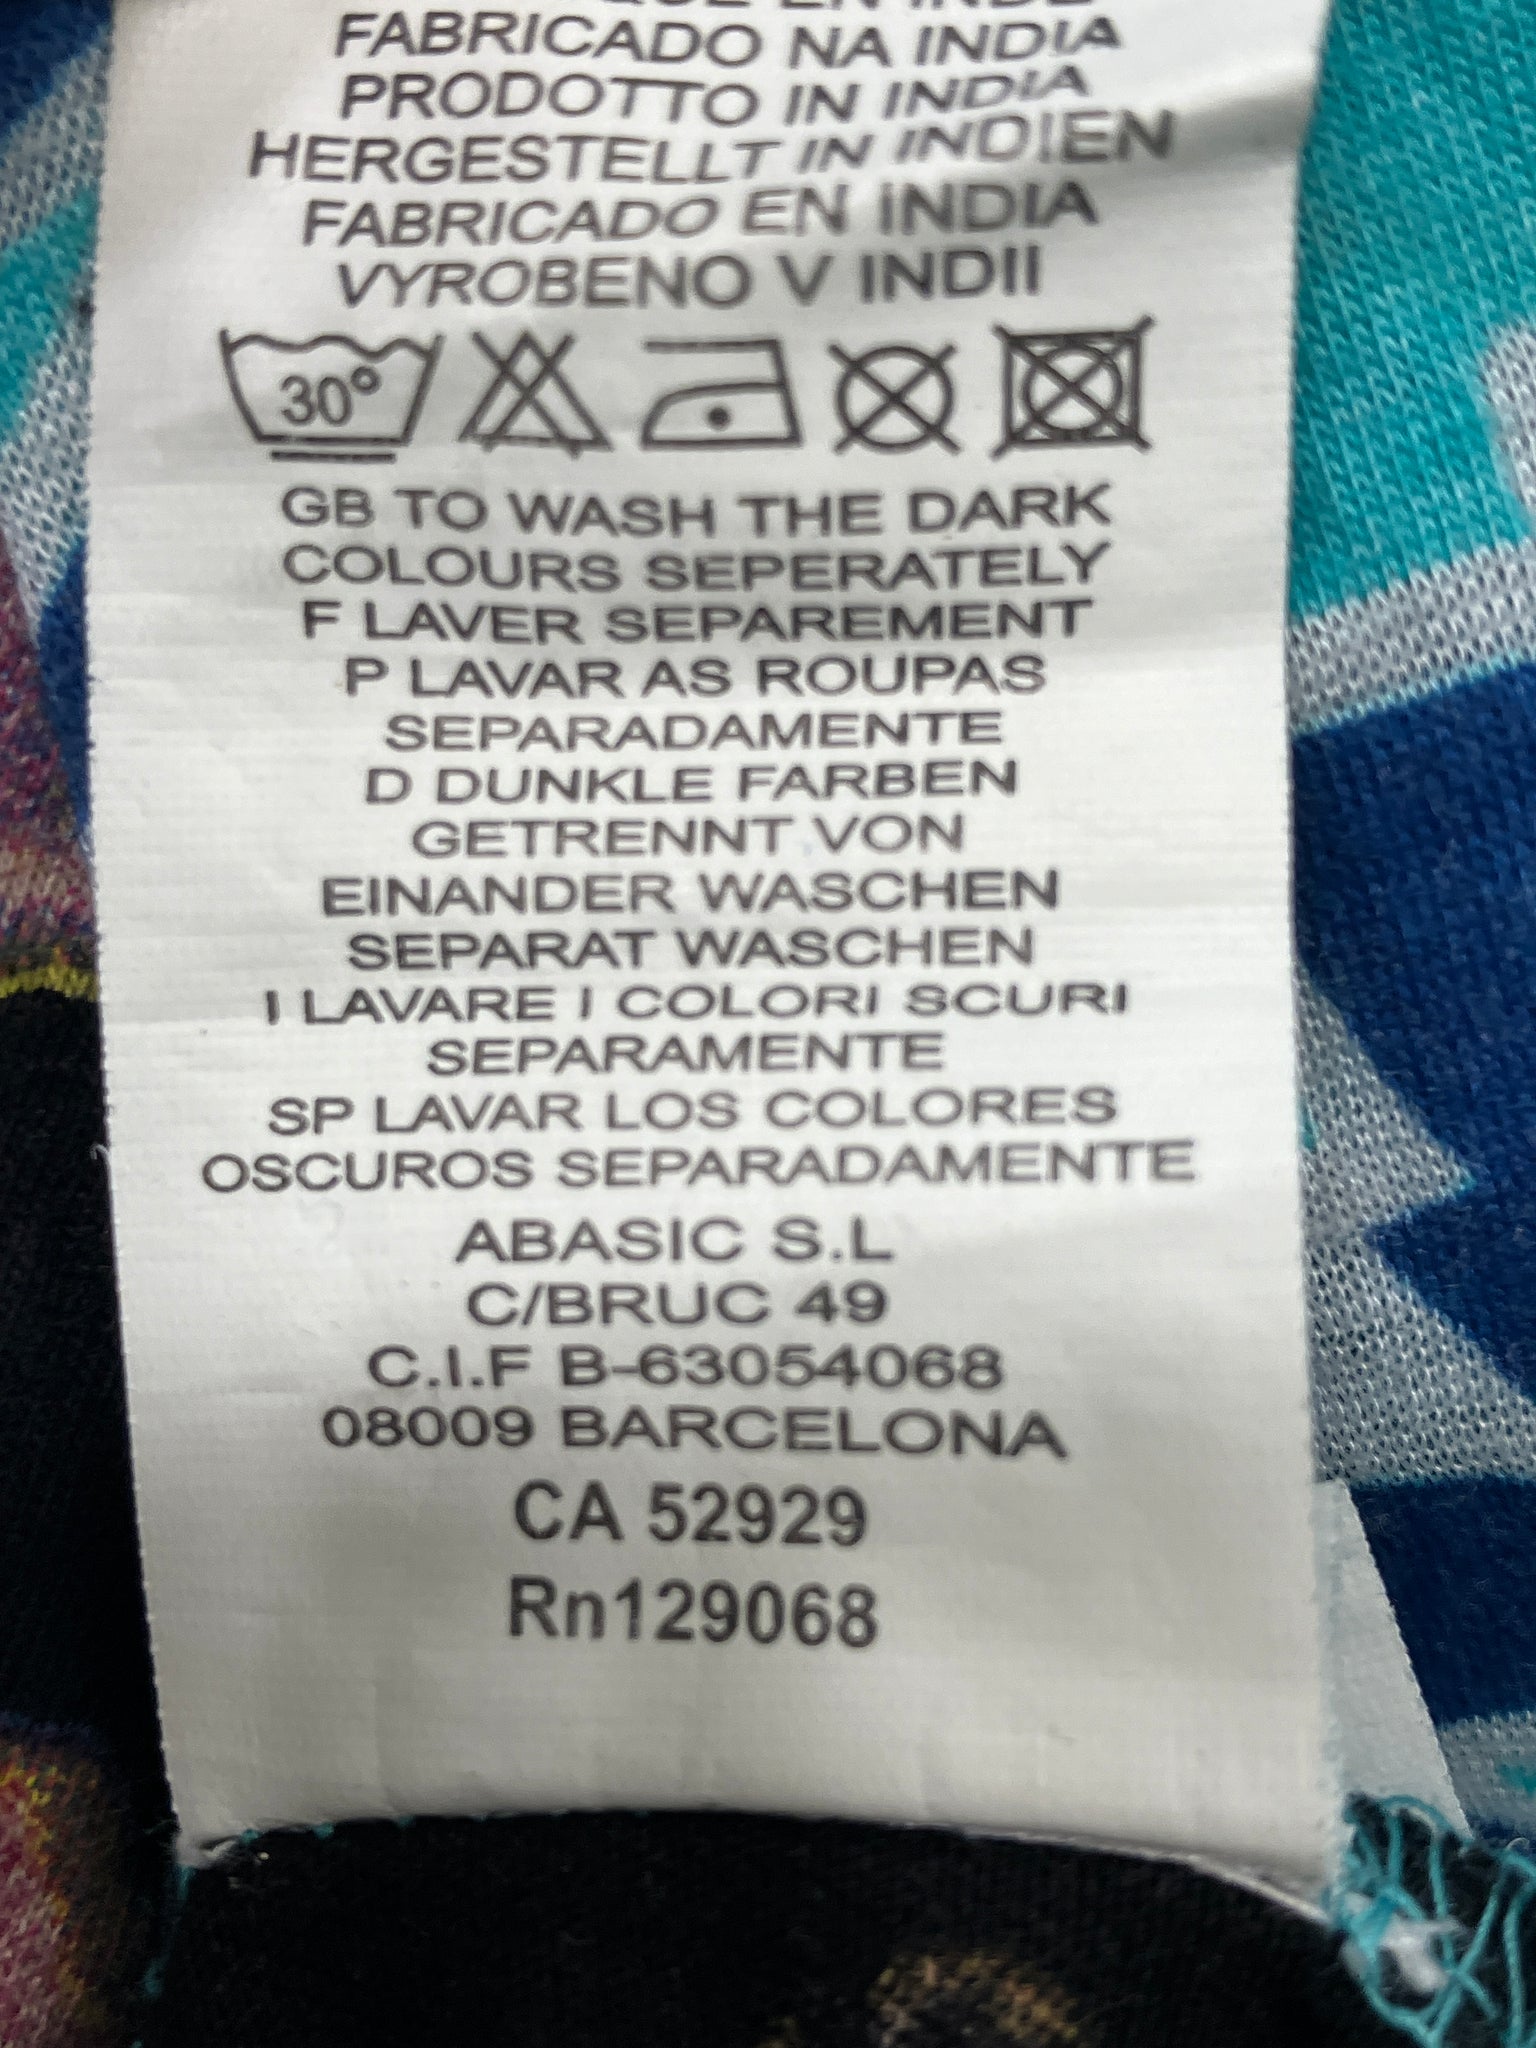 FABRICADO NA INDIA
PRODOTTO IN INDIA
HERGESTELLT IN INDIEN
FABRICADO EN INDIA
VYROBENO V INDII
30°
GB TO WASH THE DARK
COLOURS SEPERATELY
F LAVER SEPAREMENT
P LAVAR AS ROUPAS
SEPARADAMENTE
D DUNKLE FARBEN
GETRENNT VON
EINANDER WASCHEN
SEPARAT WASCHEN
I LAVARE I COLORI SCURI
SEPARAMENTE
SP LAVAR LOS COLORES
OSCUROS SEPARADAMENTE
ABASIC S.L
C/BRUC 49
C.I.F B-63054068
08009 BARCELONA
CA 52929
Rn129068